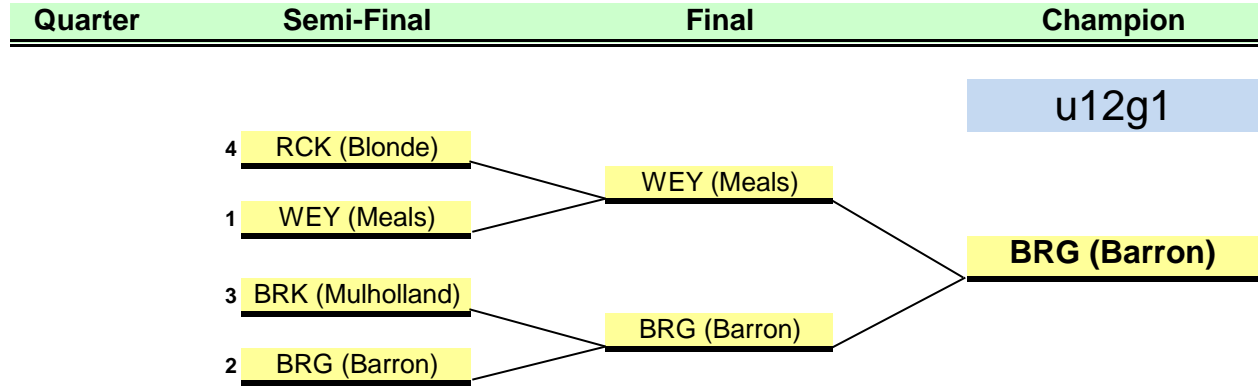 Quarter Semi-Final Final Champion
u12g1
4 RCK (Blonde)
WEY (Meals)
1 WEY (Meals)
BRG (Barron)
3 BRK (Mulholland)
BRG (Barron)
2 BRG (Barron)